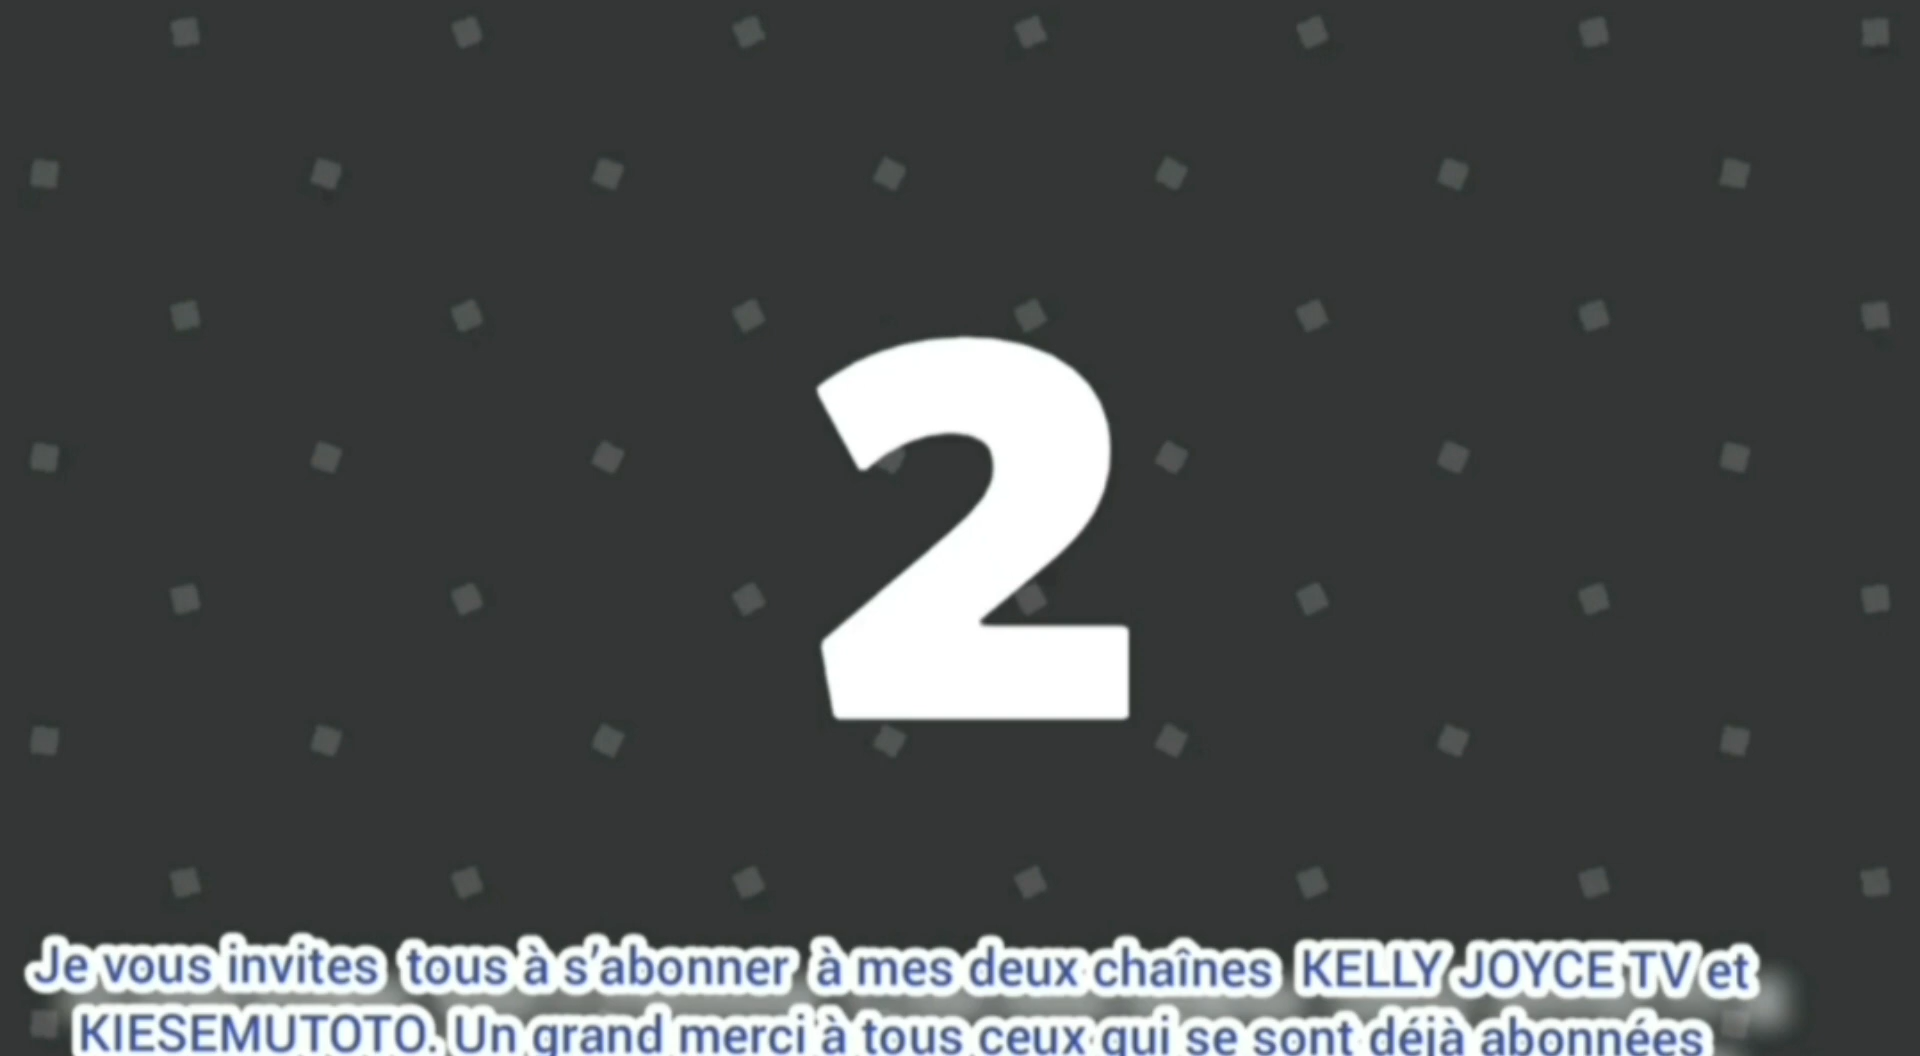 2
Je vous invites tous à s'abonner à mes deux chaînes KELLY JOYCE TV et
KIESEMUTOTO. Un grand merci à tous ceux qui se sont déjà abonnées